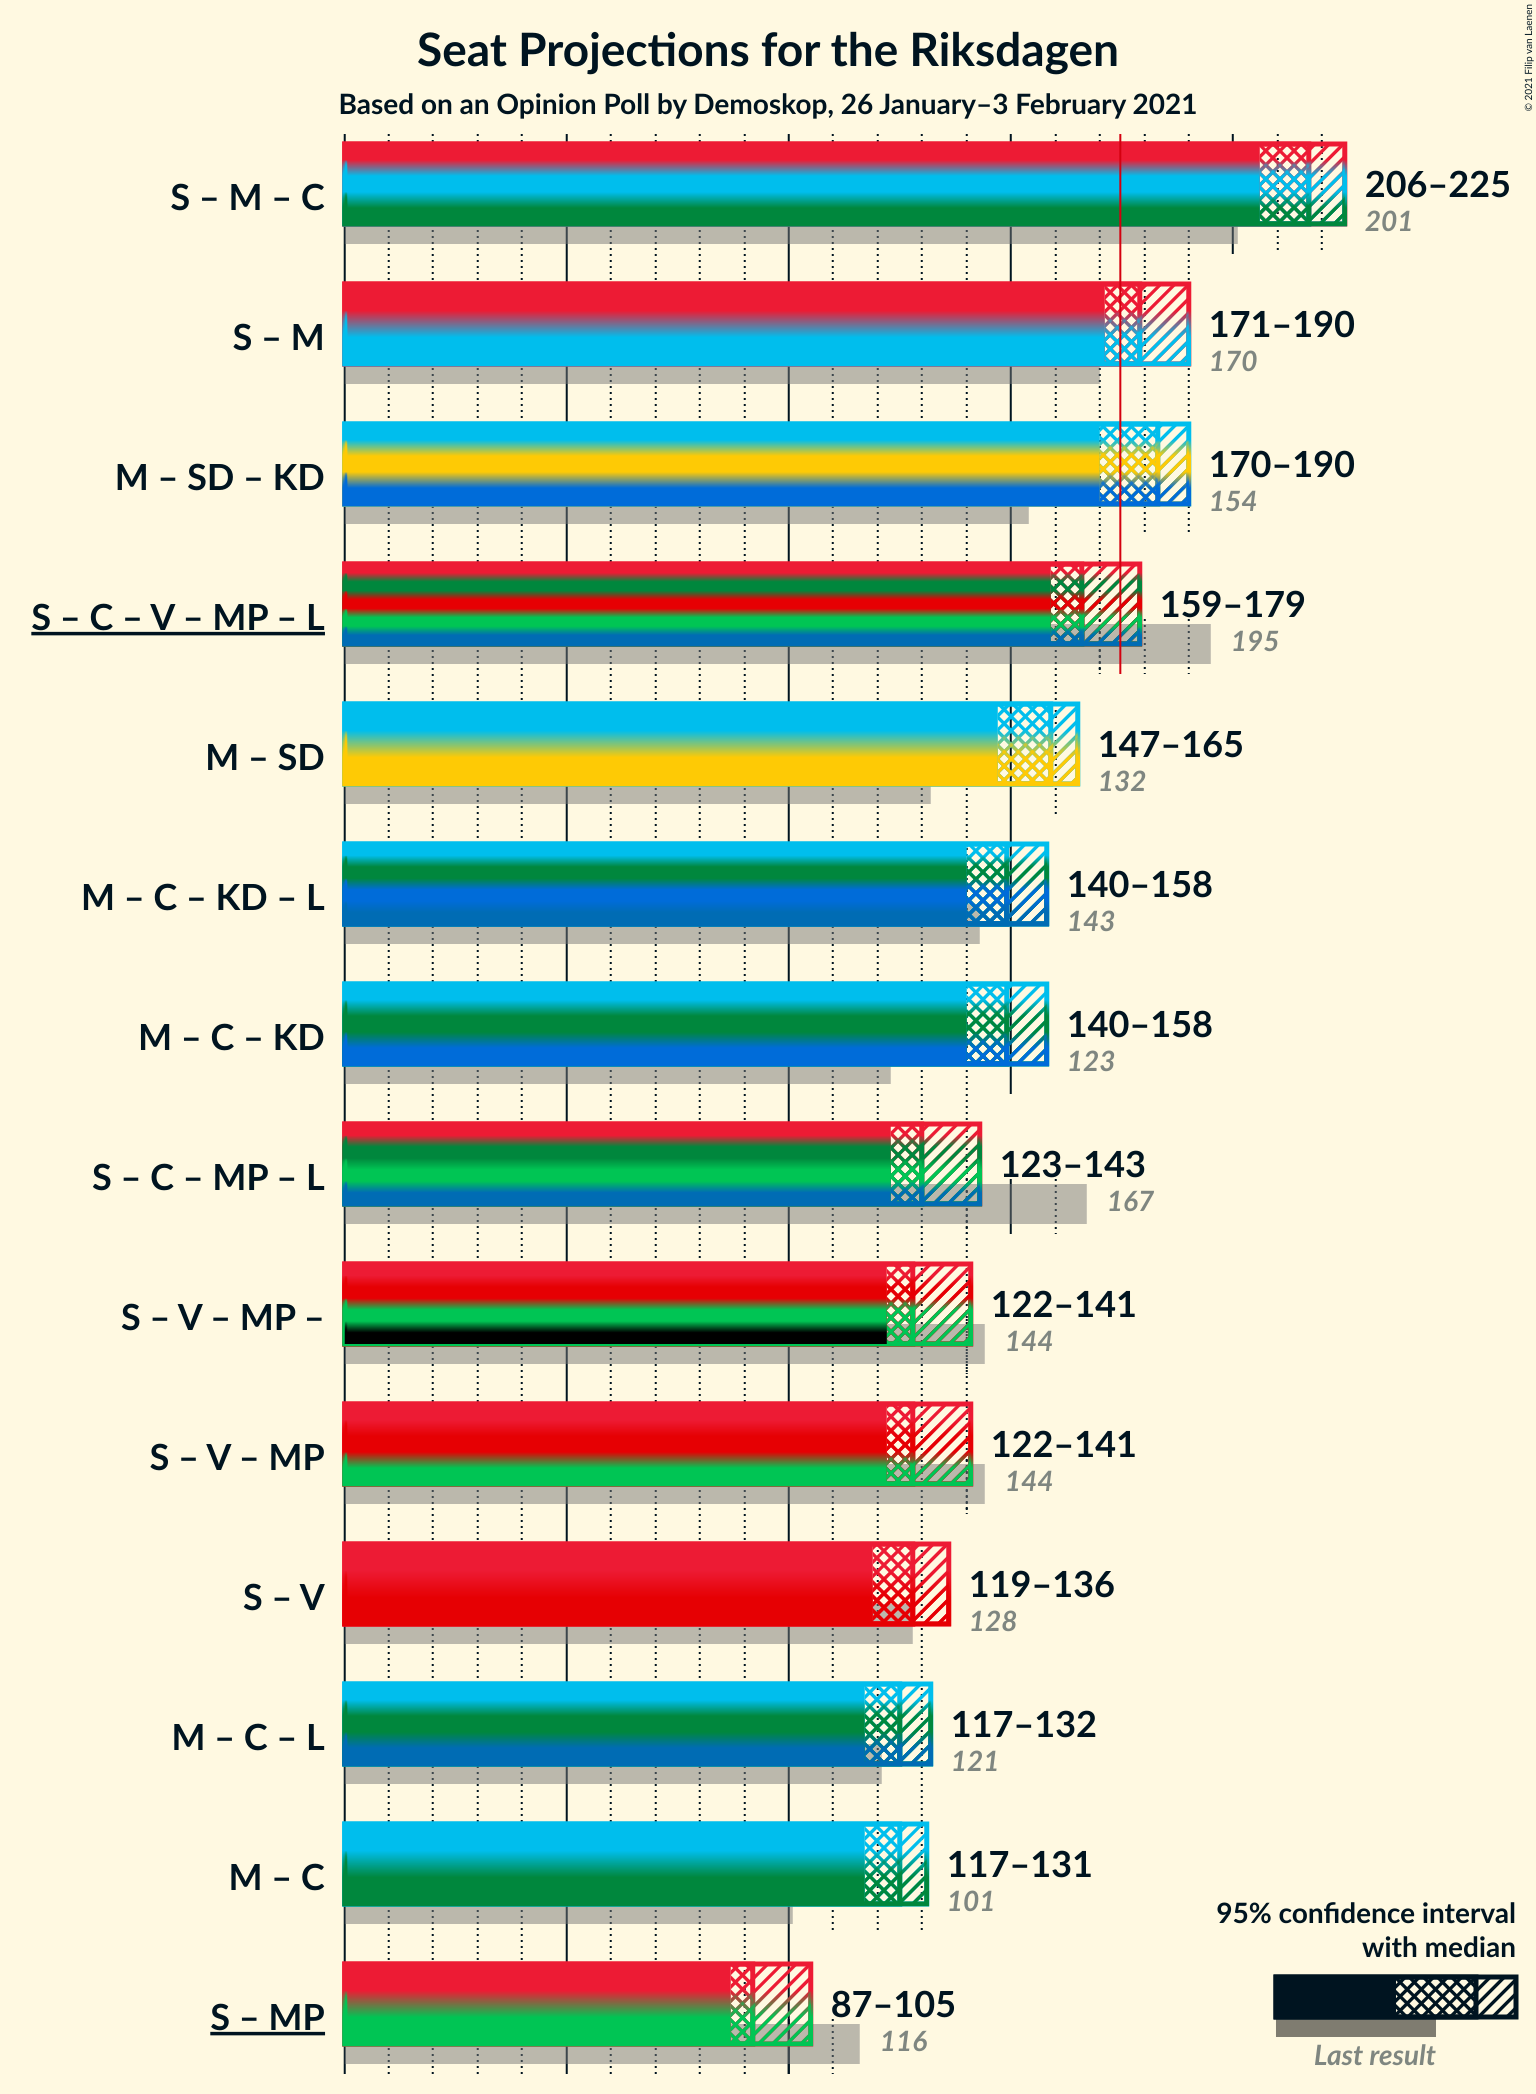 Seat Projections for the Riksdagen
Based on an Opinion Poll by Demoskop, 26 January–3 February 2021
© 2021 Filip van Laenen
S – M – C
206–225
201
S – M
171–190
170
M – SD – KD
170–190
154
S – C – V – MP – L
159–179
195
M – SD
147–165
132
M – C – KD – L
140–158
143
M – C – KD
140–158
123
S – C – MP – L
123–143
167
S – V – MP –
122–141
144
S – V – MP
122–141
144
S – V
119–136
128
M – C – L
117–132
121
M – C
117–131
101
S – MP
87–105
116
95% confidence interval
with median
Last result